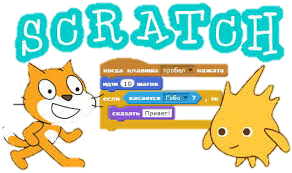 SCRATCH
когда клавиша пробел нажата
идти 10 шагов
если касается Гобо ? , то
сказать Привет!